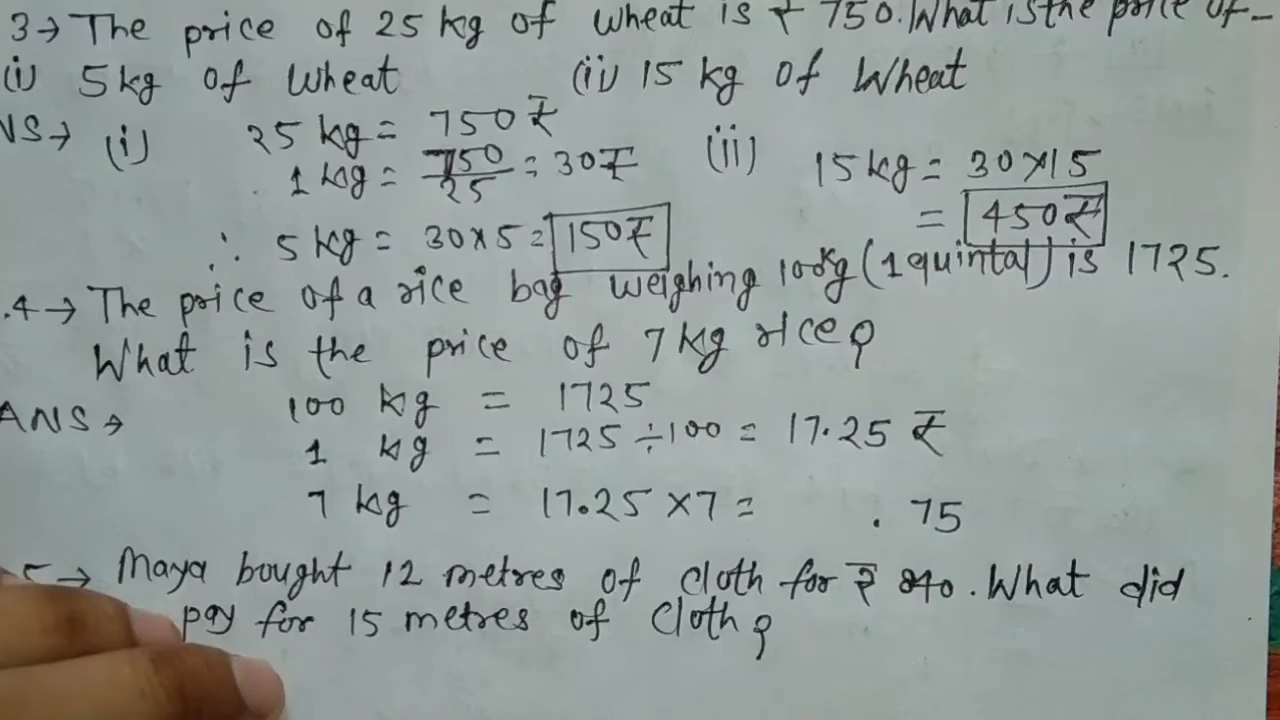 3→ The price of 25 kg of wheat is ₹ 750. What is the price of-
(i) 5 kg of wheat (ii) 15 kg of Wheat
NS→ (i) 25 kg = 750₹
1 kg = 750/25 = 30₹ (ii) 15 kg = 30×15
∴ 5 kg = 30×5 = 150₹ = 450₹
.4→ The price of a rice bag weighing 100kg (1 quintal) is 1725.
What is the price of 7 kg rice?
ANS→ 100 kg = 1725
1 kg = 1725÷100 = 17.25 ₹
7 kg = 17.25×7 = .75
5→ Maya bought 12 metres of cloth for ₹ 840. What did
pay for 15 metres of cloth?